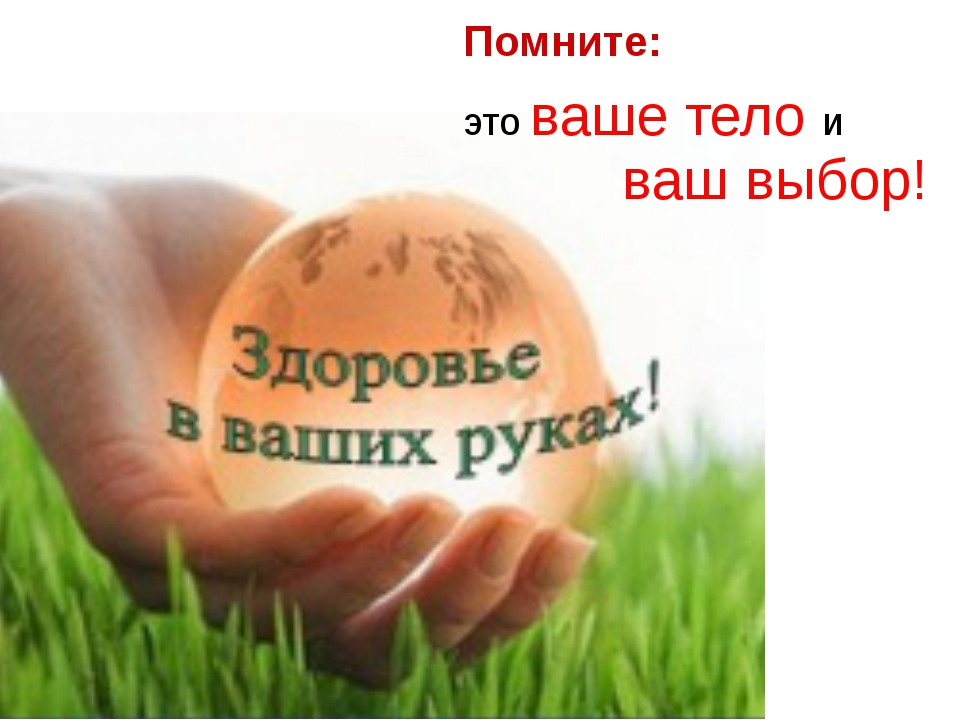 Помните:
это ваше тело и
ваш выбор!
Здоровье
в ваших руках!